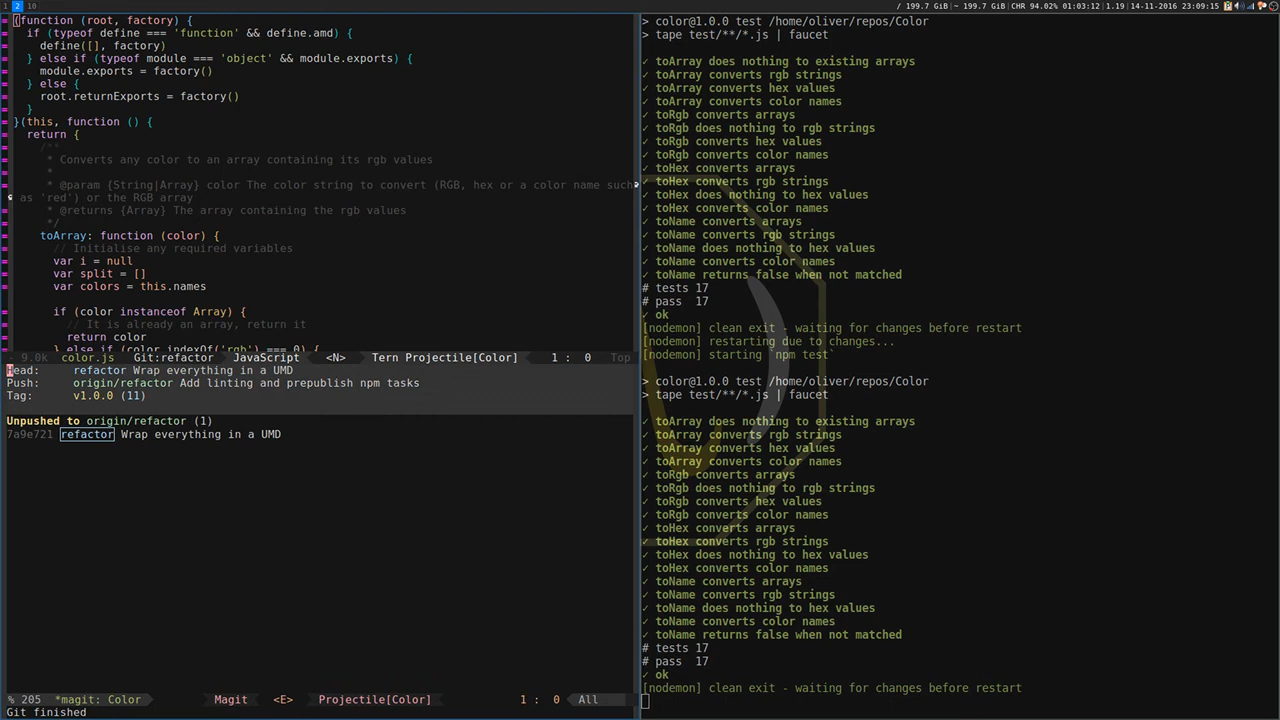 1 2 10
/ 199.7 GiB|~ 199.7 GiB|CHR 94.02% 01:03:12|1.19|14-11-2016 23:09:15
(function (root, factory) {
if (typeof define === 'function' && define.amd) {
define([], factory)
} else if (typeof module === 'object' && module.exports) {
module.exports = factory()
} else {
root.returnExports = factory()
}
}(this, function () {
return {
/**
* Converts any color to an array containing its rgb values
*
* @param {String|Array} color The color string to convert (RGB, hex or a color name such
as 'red') or the RGB array
* @returns {Array} The array containing the rgb values
*/
toArray: function (color) {
// Initialise any required variables
var i = null
var split = []
var colors = this.names
if (color instanceof Array) {
// It is already an array, return it
return color
} else if (color.indexOf('rgb') === 0) {
- 9.0k color.js Git:refactor JavaScript <N> Tern Projectile[Color] 1 : 0 Top
Head: refactor Wrap everything in a UMD
Push: origin/refactor Add linting and prepublish npm tasks
Tag: v1.0.0 (11)
Unpushed to origin/refactor (1)
7a9e721 refactor Wrap everything in a UMD
% 205 *magit: Color Magit <E> Projectile[Color] 1 : 0 All
Git finished
> color@1.0.0 test /home/oliver/repos/Color
> tape test/**/*.js | faucet
✓ toArray does nothing to existing arrays
✓ toArray converts rgb strings
✓ toArray converts hex values
✓ toArray converts color names
✓ toRgb converts arrays
✓ toRgb does nothing to rgb strings
✓ toRgb converts hex values
✓ toRgb converts color names
✓ toHex converts arrays
✓ toHex converts rgb strings
✓ toHex does nothing to hex values
✓ toHex converts color names
✓ toName converts arrays
✓ toName converts rgb strings
✓ toName does nothing to hex values
✓ toName converts color names
✓ toName returns false when not matched
# tests 17
# pass 17
✓ ok
[nodemon] clean exit - waiting for changes before restart
[nodemon] restarting due to changes...
[nodemon] starting `npm test`
> color@1.0.0 test /home/oliver/repos/Color
> tape test/**/*.js | faucet
✓ toArray does nothing to existing arrays
✓ toArray converts rgb strings
✓ toArray converts hex values
✓ toArray converts color names
✓ toRgb converts arrays
✓ toRgb does nothing to rgb strings
✓ toRgb converts hex values
✓ toRgb converts color names
✓ toHex converts arrays
✓ toHex converts rgb strings
✓ toHex does nothing to hex values
✓ toHex converts color names
✓ toName converts arrays
✓ toName converts rgb strings
✓ toName does nothing to hex values
✓ toName converts color names
✓ toName returns false when not matched
# tests 17
# pass 17
✓ ok
[nodemon] clean exit - waiting for changes before restart